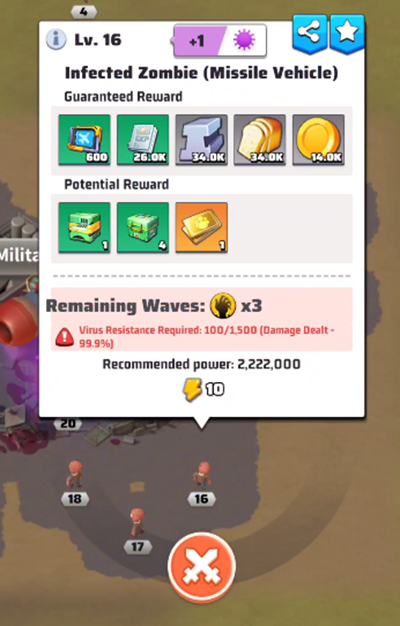 4
Lv. 16
+1
Infected Zombie (Missile Vehicle)
Guaranteed Reward
600
26.0K
34.0K
34.0K
14.0K
Potential Reward
1
4
1
Milita
Remaining Waves: x3
Virus Resistance Required: 100/1,500 (Damage Dealt -
99.9%)
Recommended power: 2,222,000
10
20
18
16
17